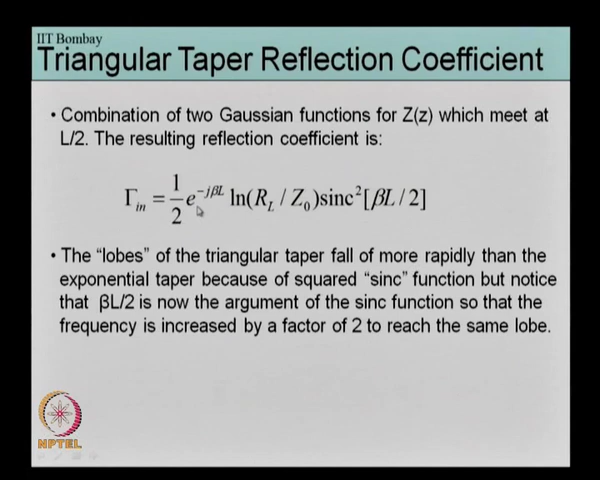 IIT Bombay
Triangular Taper Reflection Coefficient
• Combination of two Gaussian functions for Z(z) which meet at
L/2. The resulting reflection coefficient is:
Γ_in = 1/2 e^{-jβL} ln(R_L / Z_0)sinc²[βL / 2]
• The "lobes" of the triangular taper fall of more rapidly than the
exponential taper because of squared "sinc" function but notice
that βL/2 is now the argument of the sinc function so that the
frequency is increased by a factor of 2 to reach the same lobe.
NPTEL